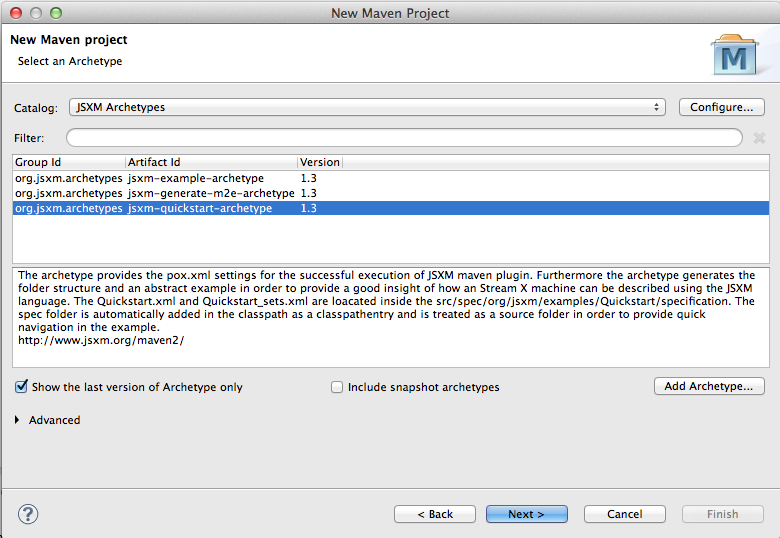 New Maven Project
New Maven project
Select an Archetype
M
Catalog: JSXM Archetypes Configure...
Filter:
Group Id Artifact Id Version
org.jsxm.archetypes jsxm-example-archetype 1.3
org.jsxm.archetypes jsxm-generate-m2e-archetype 1.3
org.jsxm.archetypes jsxm-quickstart-archetype 1.3
The archetype provides the pox.xml settings for the successful execution of JSXM maven plugin. Furthermore the archetype generates the
folder structure and an abstract example in order to provide a good insight of how an Stream X machine can be described using the JSXM
language. The Quickstart.xml and Quickstart_sets.xml are loacated inside the src/spec/org/jsxm/examples/Quickstart/specification. The
spec folder is automatically added in the classpath as a classpathentry and is treated as a source folder in order to provide quick
navigation in the example.
http://www.jsxm.org/maven2/
Show the last version of Archetype only Include snapshot archetypes Add Archetype...
Advanced
? < Back Next > Cancel Finish